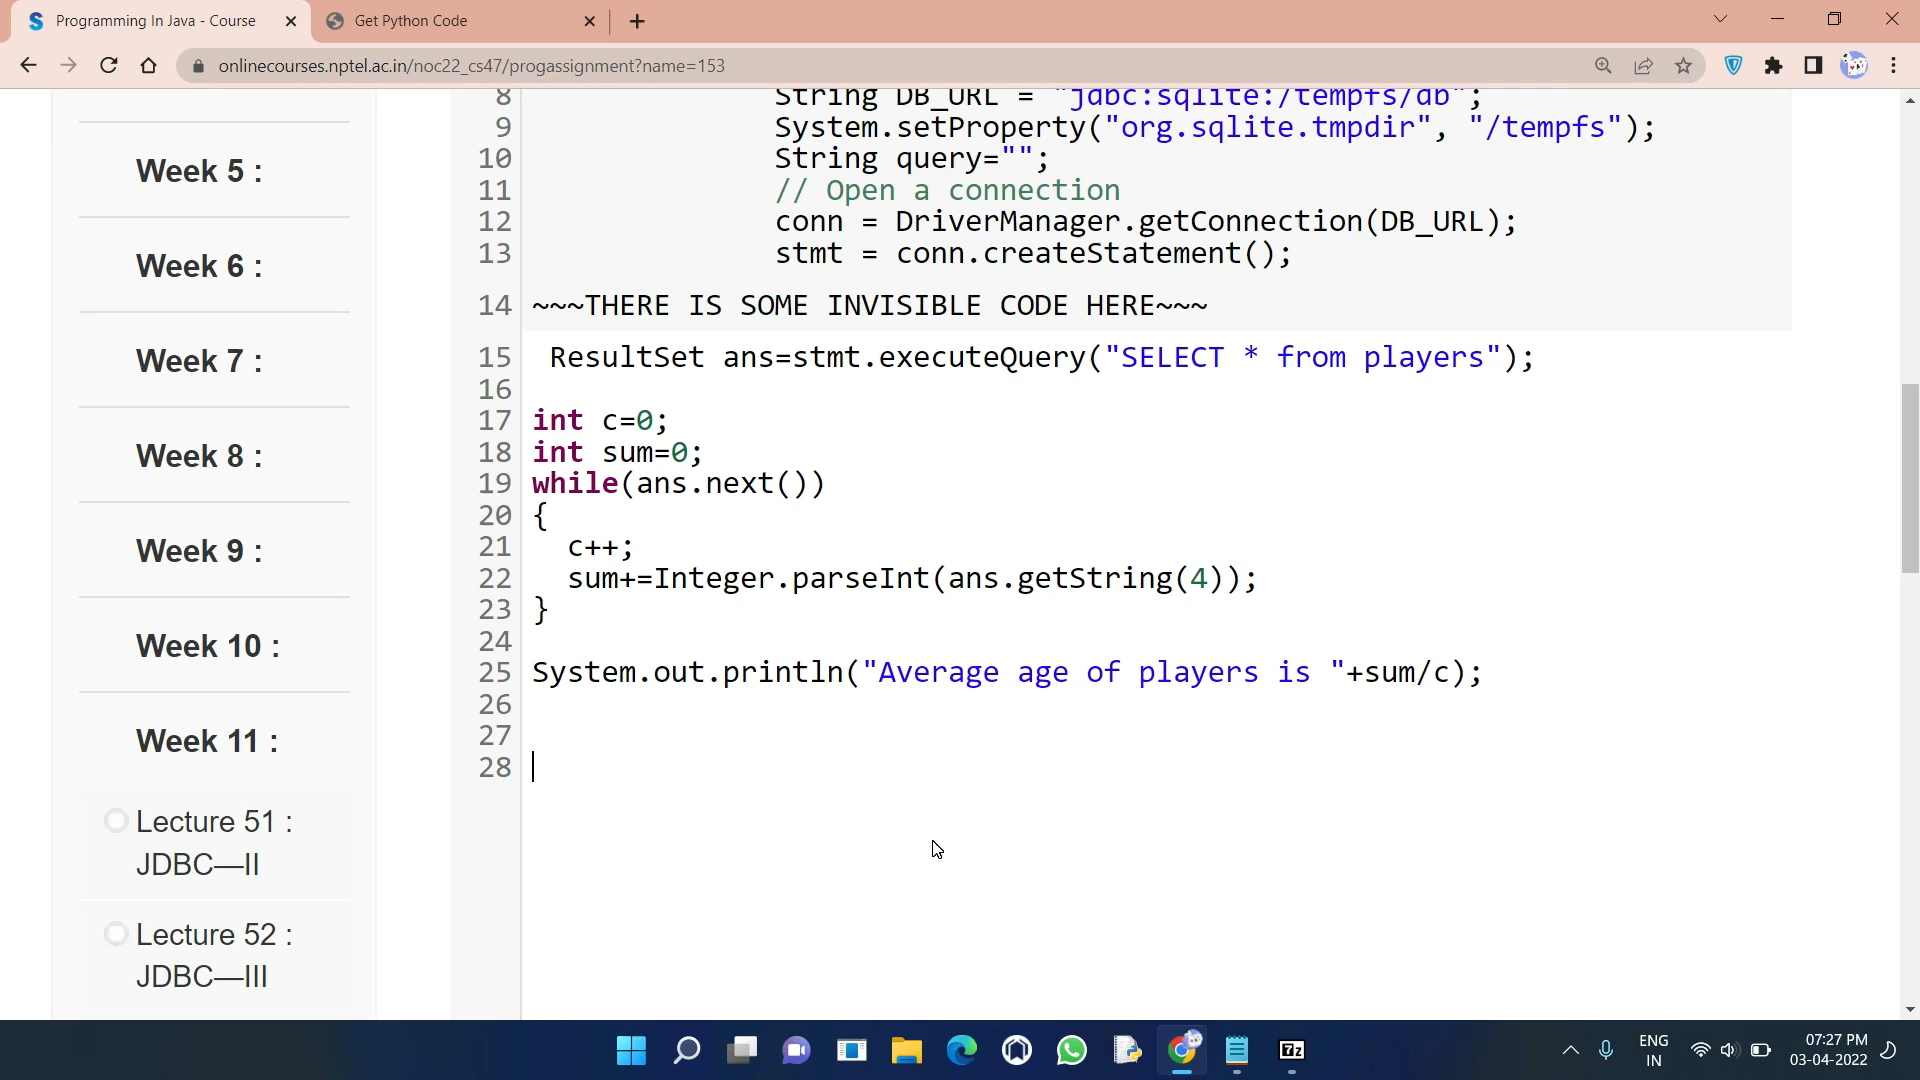 Programming In Java - Course
Get Python Code
onlinecourses.nptel.ac.in/noc22_cs47/progassignment?name=153
Week 5 :
Week 6 :
Week 7 :
Week 8 :
Week 9 :
Week 10 :
Week 11 :
Lecture 51 :
JDBC—II
Lecture 52 :
JDBC—III
8 String DB_URL = "jdbc:sqlite:/tempfs/db";
9 System.setProperty("org.sqlite.tmpdir", "/tempfs");
10 String query="";
11 // Open a connection
12 conn = DriverManager.getConnection(DB_URL);
13 stmt = conn.createStatement();
14 ~~~THERE IS SOME INVISIBLE CODE HERE~~~
15 ResultSet ans=stmt.executeQuery("SELECT * from players");
16
17 int c=0;
18 int sum=0;
19 while(ans.next())
20 {
21 c++;
22 sum+=Integer.parseInt(ans.getString(4));
23 }
24
25 System.out.println("Average age of players is "+sum/c);
26
27
28
ENG
IN
07:27 PM
03-04-2022